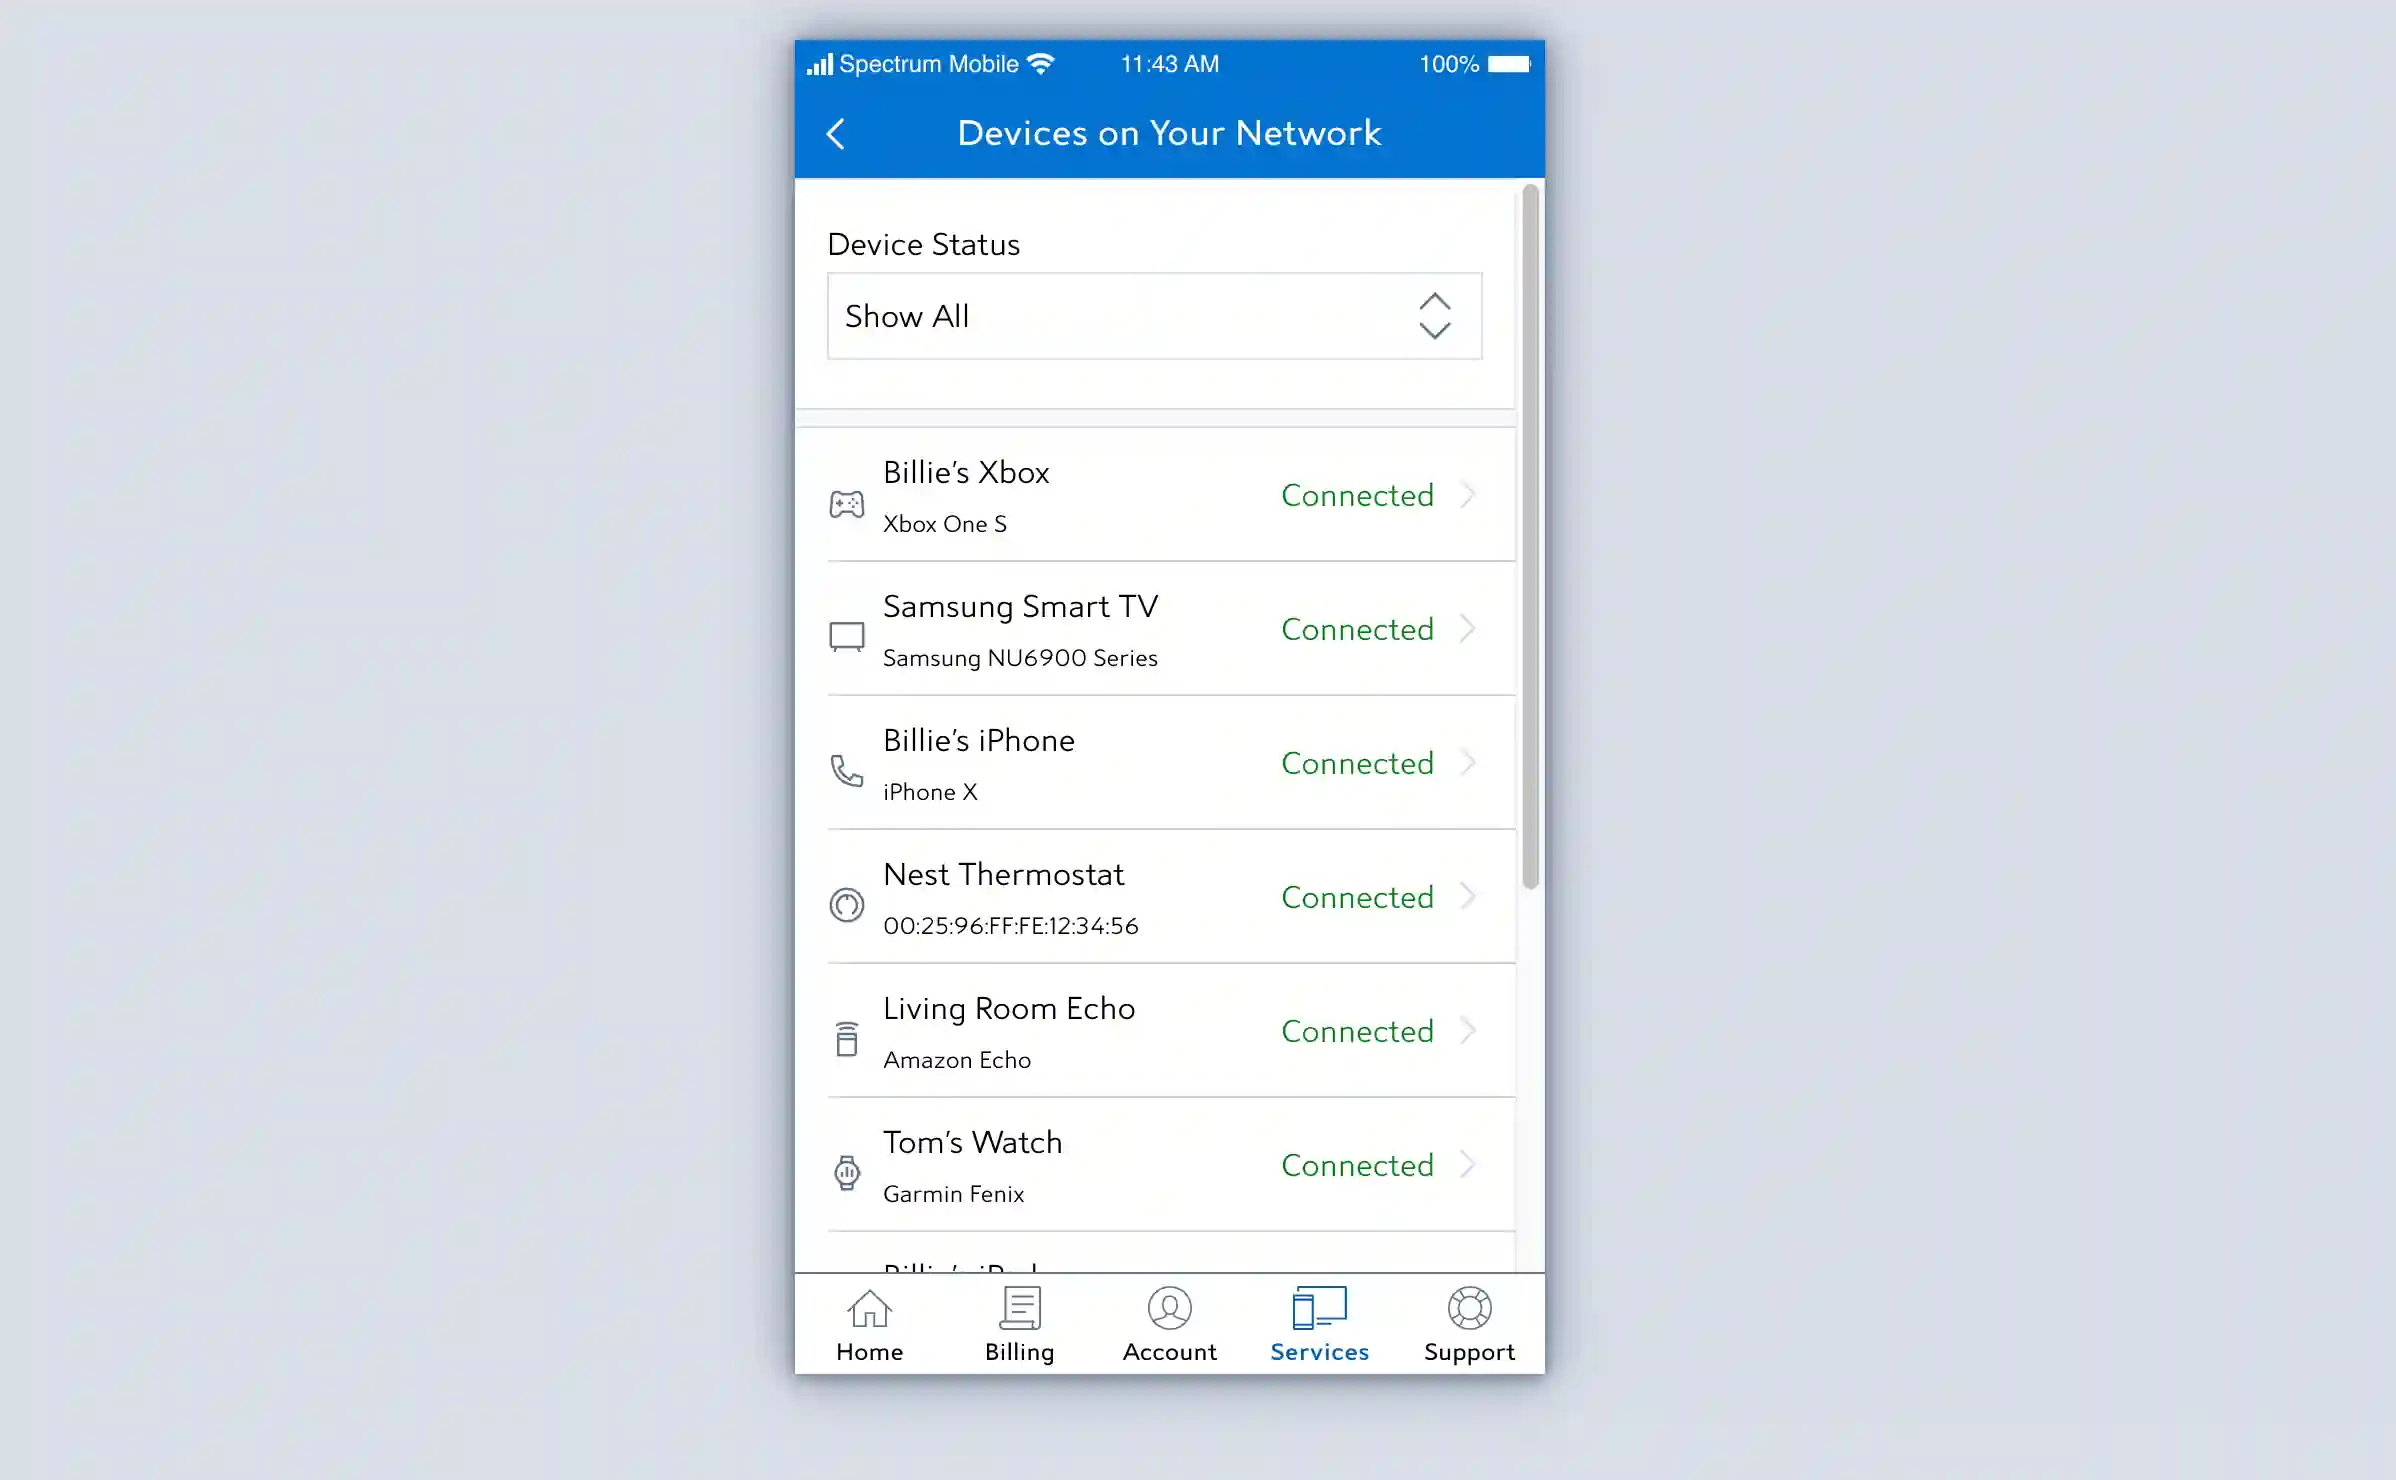 Spectrum Mobile 11:43 AM 100%
Devices on Your Network
Device Status
Show All
Billie's Xbox
Connected
Xbox One S
Samsung Smart TV
Connected
Samsung NU6900 Series
Billie's iPhone
Connected
iPhone X
Nest Thermostat
Connected
00:25:96:FF:FE:12:34:56
Living Room Echo
Connected
Amazon Echo
Tom's Watch
Connected
Garmin Fenix
Billie's
Home Billing Account Services Support